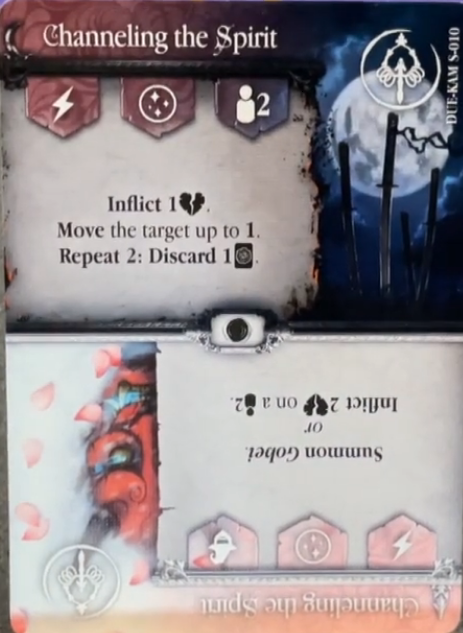 Channeling the Spirit
DUE-KAM S-010
2
Inflict 1.
Move the target up to 1.
Repeat 2: Discard 1.
Channeling the Spirit
Summon Gobei.
or
Inflict 2 on a 2.